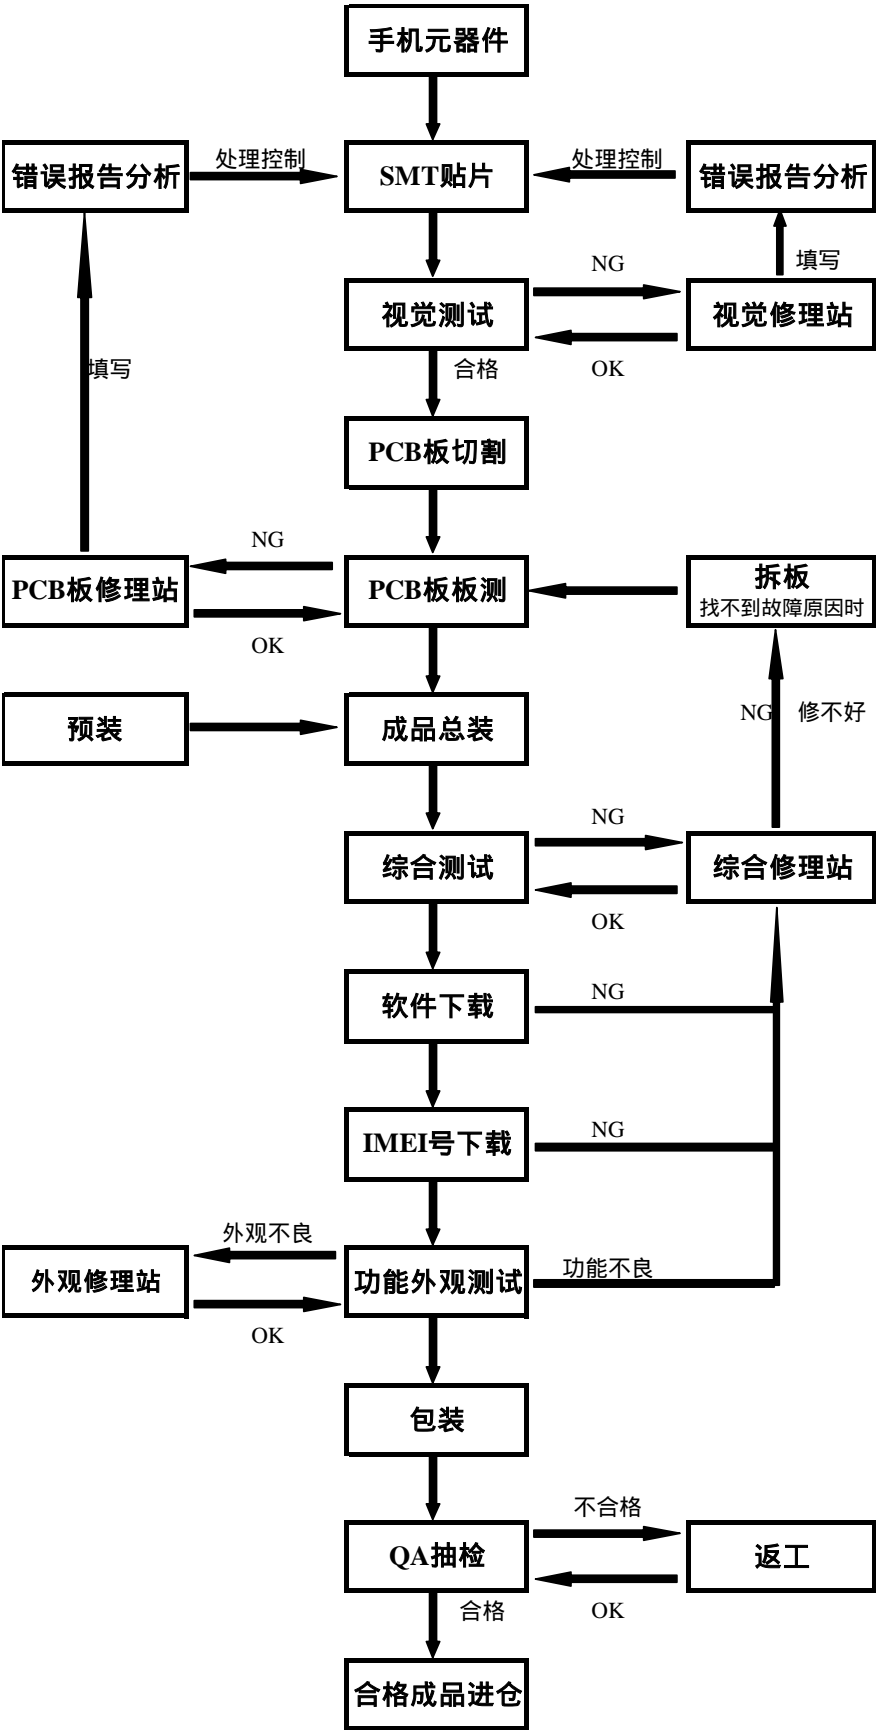 手机元器件
错误报告分析
处理控制
SMT贴片
处理控制
错误报告分析
填写
NG
视觉测试
视觉修理站
填写
合格
OK
PCB板切割
NG
PCB板修理站
PCB板板测
拆板
找不到故障原因时
OK
预装
成品总装
NG
修不好
NG
综合测试
综合修理站
OK
软件下载
NG
IMEI号下载
NG
外观不良
外观修理站
功能外观测试
功能不良
OK
包装
不合格
QA抽检
返工
合格
OK
合格成品进仓